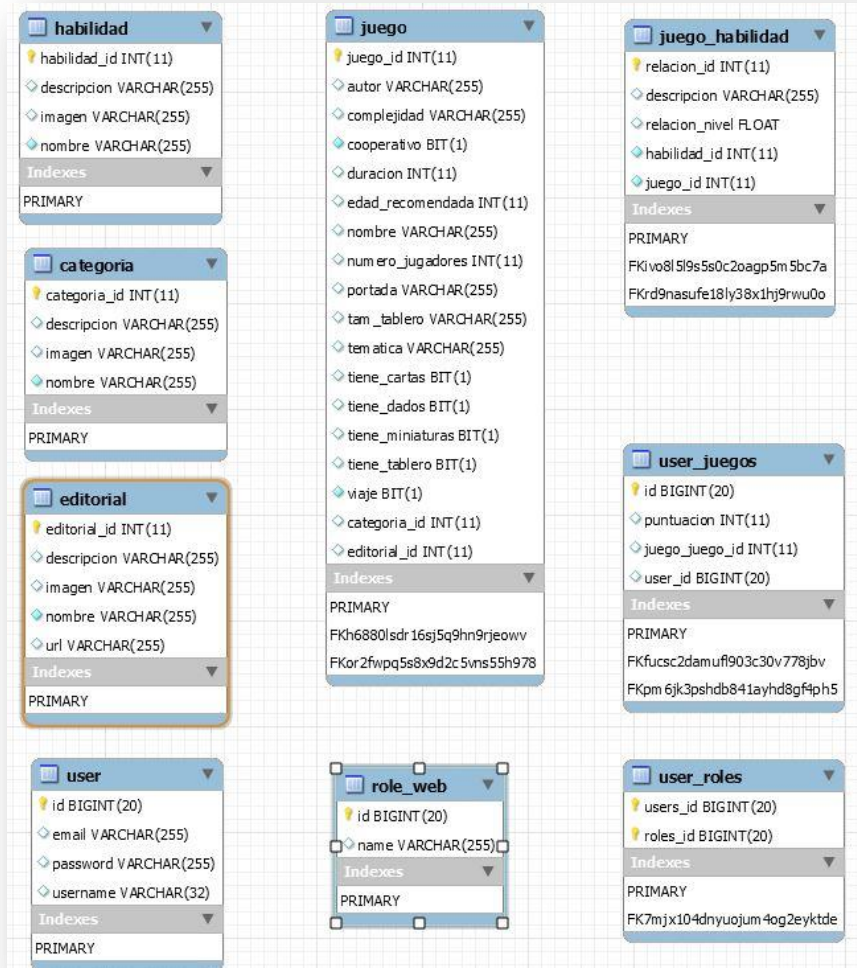 habilidad
habilidad_id INT(11)
descripcion VARCHAR(255)
imagen VARCHAR(255)
nombre VARCHAR(255)
Indexes
PRIMARY
categoria
categoria_id INT(11)
descripcion VARCHAR(255)
imagen VARCHAR(255)
nombre VARCHAR(255)
Indexes
PRIMARY
editorial
editorial_id INT(11)
descripcion VARCHAR(255)
imagen VARCHAR(255)
nombre VARCHAR(255)
url VARCHAR(255)
Indexes
PRIMARY
user
id BIGINT(20)
email VARCHAR(255)
password VARCHAR(255)
username VARCHAR(32)
Indexes
PRIMARY
juego
juego_id INT(11)
autor VARCHAR(255)
complejidad VARCHAR(255)
cooperativo BIT(1)
duracion INT(11)
edad_recomendada INT(11)
nombre VARCHAR(255)
numero_jugadores INT(11)
portada VARCHAR(255)
tam_tablero VARCHAR(255)
tematica VARCHAR(255)
tiene_cartas BIT(1)
tiene_dados BIT(1)
tiene_miniaturas BIT(1)
tiene_tablero BIT(1)
viaje BIT(1)
categoria_id INT(11)
editorial_id INT(11)
Indexes
PRIMARY
FKh6880lsdr16sj5q9hn9rjeowv
FKor2fwpq5s8x9d2c5vns55h978
role_web
id BIGINT(20)
name VARCHAR(255)
Indexes
PRIMARY
juego_habilidad
relacion_id INT(11)
descripcion VARCHAR(255)
relacion_nivel FLOAT
habilidad_id INT(11)
juego_id INT(11)
Indexes
PRIMARY
FKivo8l5l9s5s0c2oagp5m5bc7a
FKrd9nasufe18ly38x1hj9rwu0o
user_juegos
id BIGINT(20)
puntuacion INT(11)
juego_juego_id INT(11)
user_id BIGINT(20)
Indexes
PRIMARY
FKfucsc2damufl903c30v778jbv
FKpm6jk3pshdb841ayhd8gf4ph5
user_roles
users_id BIGINT(20)
roles_id BIGINT(20)
Indexes
PRIMARY
FK7mjx104dnyuojum4og2eyktde